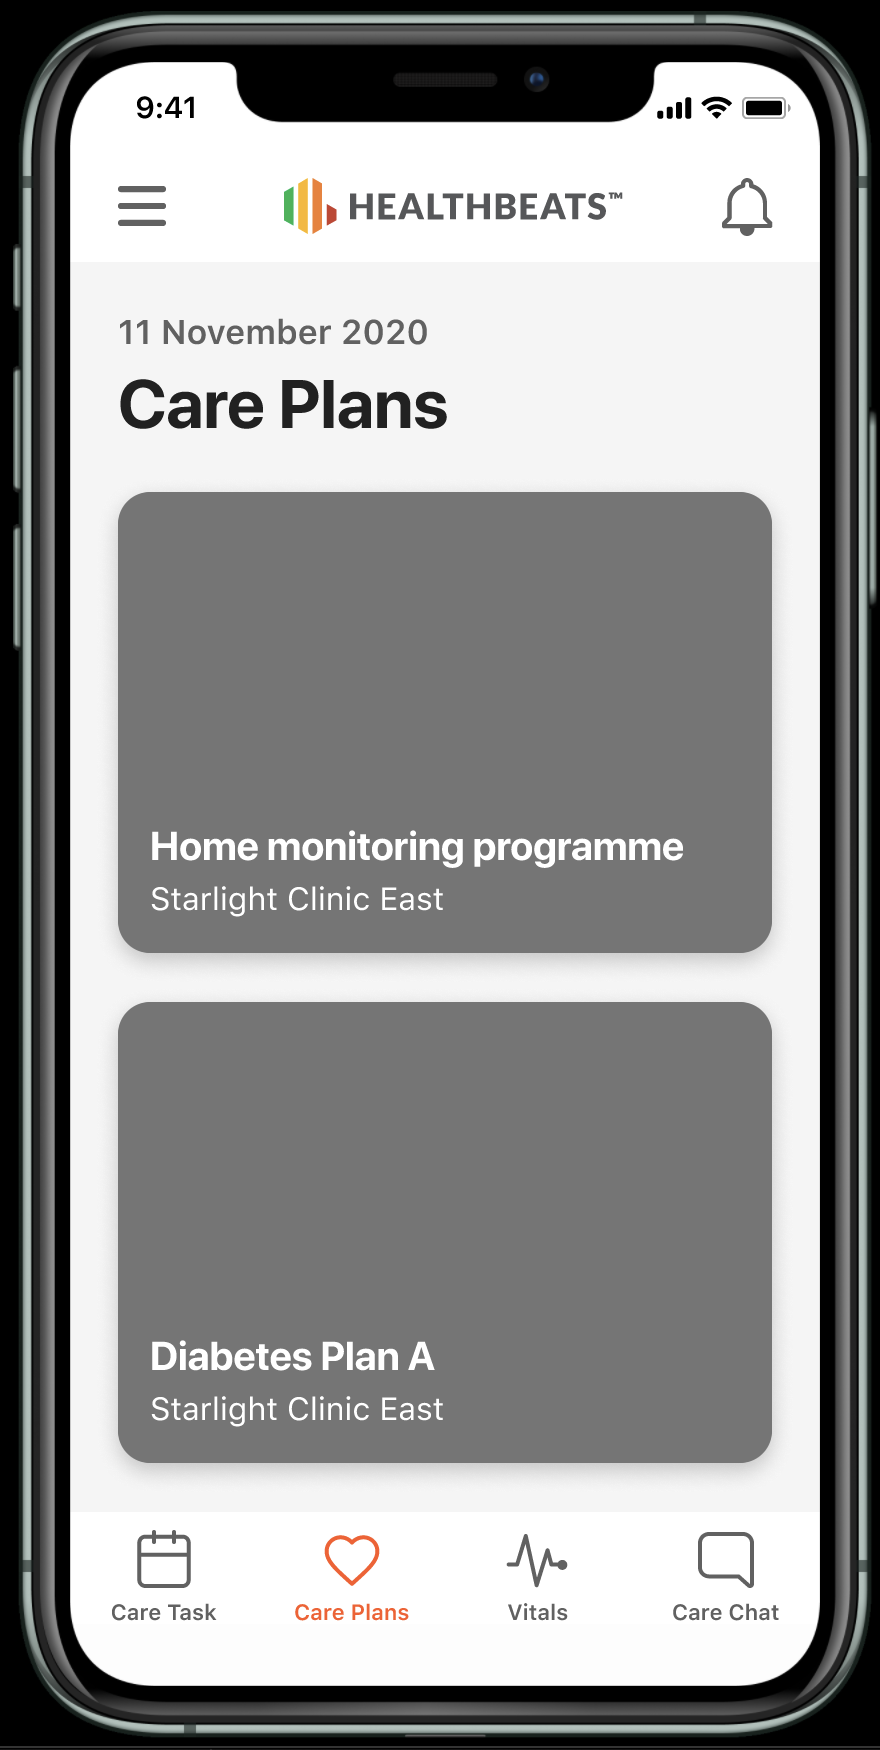 9:41
HEALTHBEATS™
11 November 2020
Care Plans
Home monitoring programme
Starlight Clinic East
Diabetes Plan A
Starlight Clinic East
Care Task Care Plans Vitals Care Chat